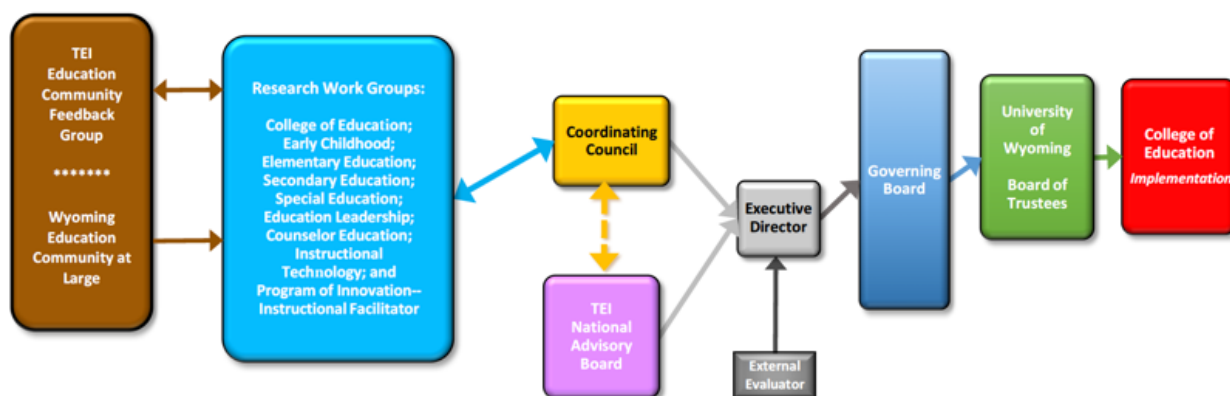 TEI
Education
Community
Feedback
Group
*******
Wyoming
Education
Community at
Large
Research Work Groups:
College of Education;
Early Childhood;
Elementary Education;
Secondary Education;
Special Education;
Education Leadership;
Counselor Education;
Instructional
Technology; and
Program of Innovation--
Instructional Facilitator
Coordinating
Council
TEI
National
Advisory
Board
Executive
Director
External
Evaluator
Governing
Board
University
of
Wyoming
Board of
Trustees
College of
Education
Implementation